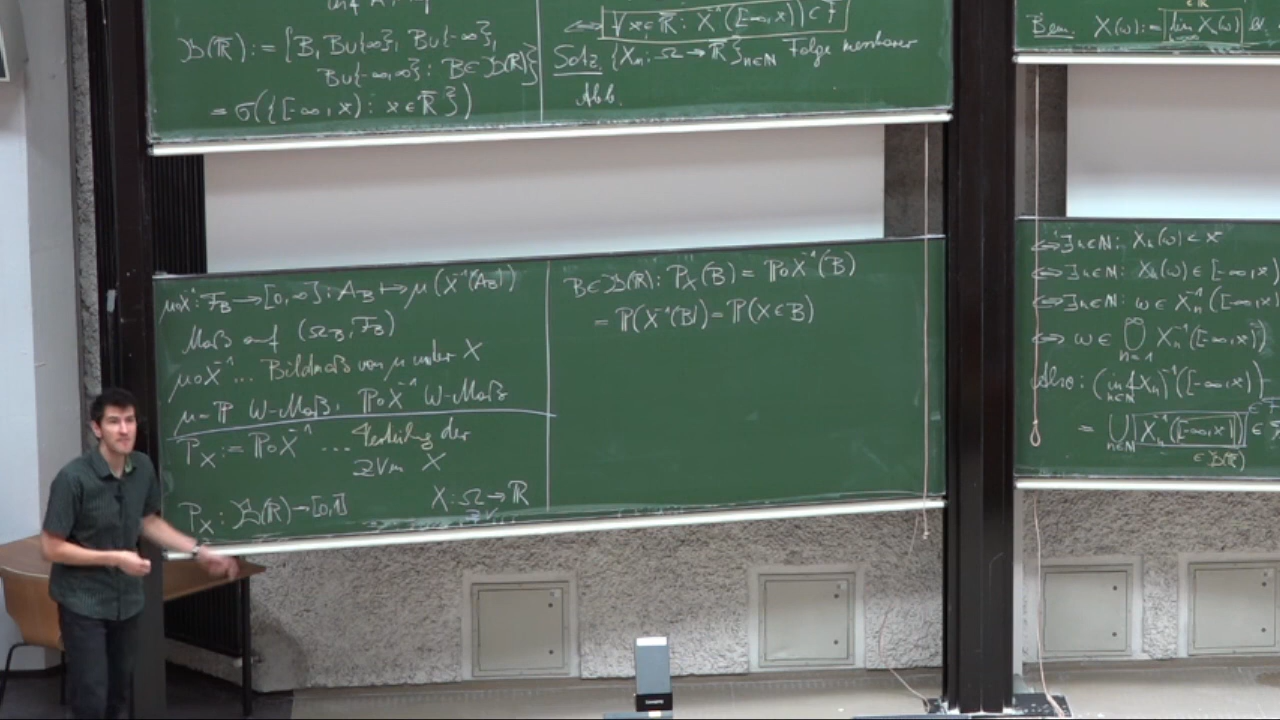 𝔅(ℝ̄) := {B, B∪{∞}, B∪{-∞},
B∪{-∞,∞} : B∈𝔅(ℝ)}
= σ({[-∞,x) : x∈ℝ̄})
⟺ ∀x∈ℝ̄: X⁻¹([-∞,x)) ⊂ F
Satz. {Xₙ: Ω→ℝ̄}ₙ∈ℕ Folge messbarer
Abb.
μ∘X⁻¹: F_B → [0,∞] : A_B ↦ μ(X⁻¹(A_B))
Maß auf (Ω_B, F_B)
μ∘X⁻¹ ... Bildmaß von μ unter X
μ=ℙ W-Maß, ℙ∘X⁻¹ W-Maß
P_X := ℙ∘X⁻¹ ... Verteilung der
ZVen X
P_X : 𝔅(ℝ)→[0,1] X: Ω→ℝ
B∈𝔅(ℝ): P_X(B) = ℙ∘X⁻¹(B)
= ℙ(X⁻¹(B)) = ℙ(X∈B)
Bem. X(ω) := lim Xₙ(ω)
⟺ ∃n∈ℕ: Xₙ(ω) < x
⟺ ∃n∈ℕ: Xₙ(ω) ∈ [-∞,x)
⟺ ∃n∈ℕ: ω ∈ Xₙ⁻¹([-∞,x)
⟺ ω ∈ ⋃ₙ₌₁^∞ Xₙ⁻¹([-∞,x))
Also: (inf Xₙ)⁻¹([-∞,x)) n∈ℕ
= ⋃ₙ∈ℕ Xₙ⁻¹([-∞,x)) ∈